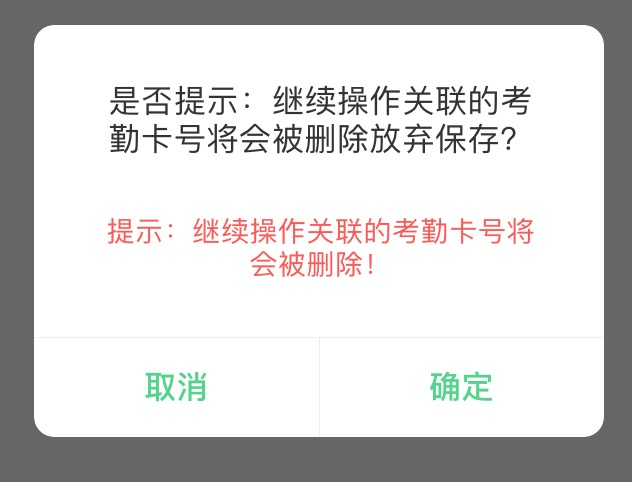 是否提示：继续操作关联的考
勤卡号将会被删除放弃保存？
提示：继续操作关联的考勤卡号将
会被删除！
取消
确定